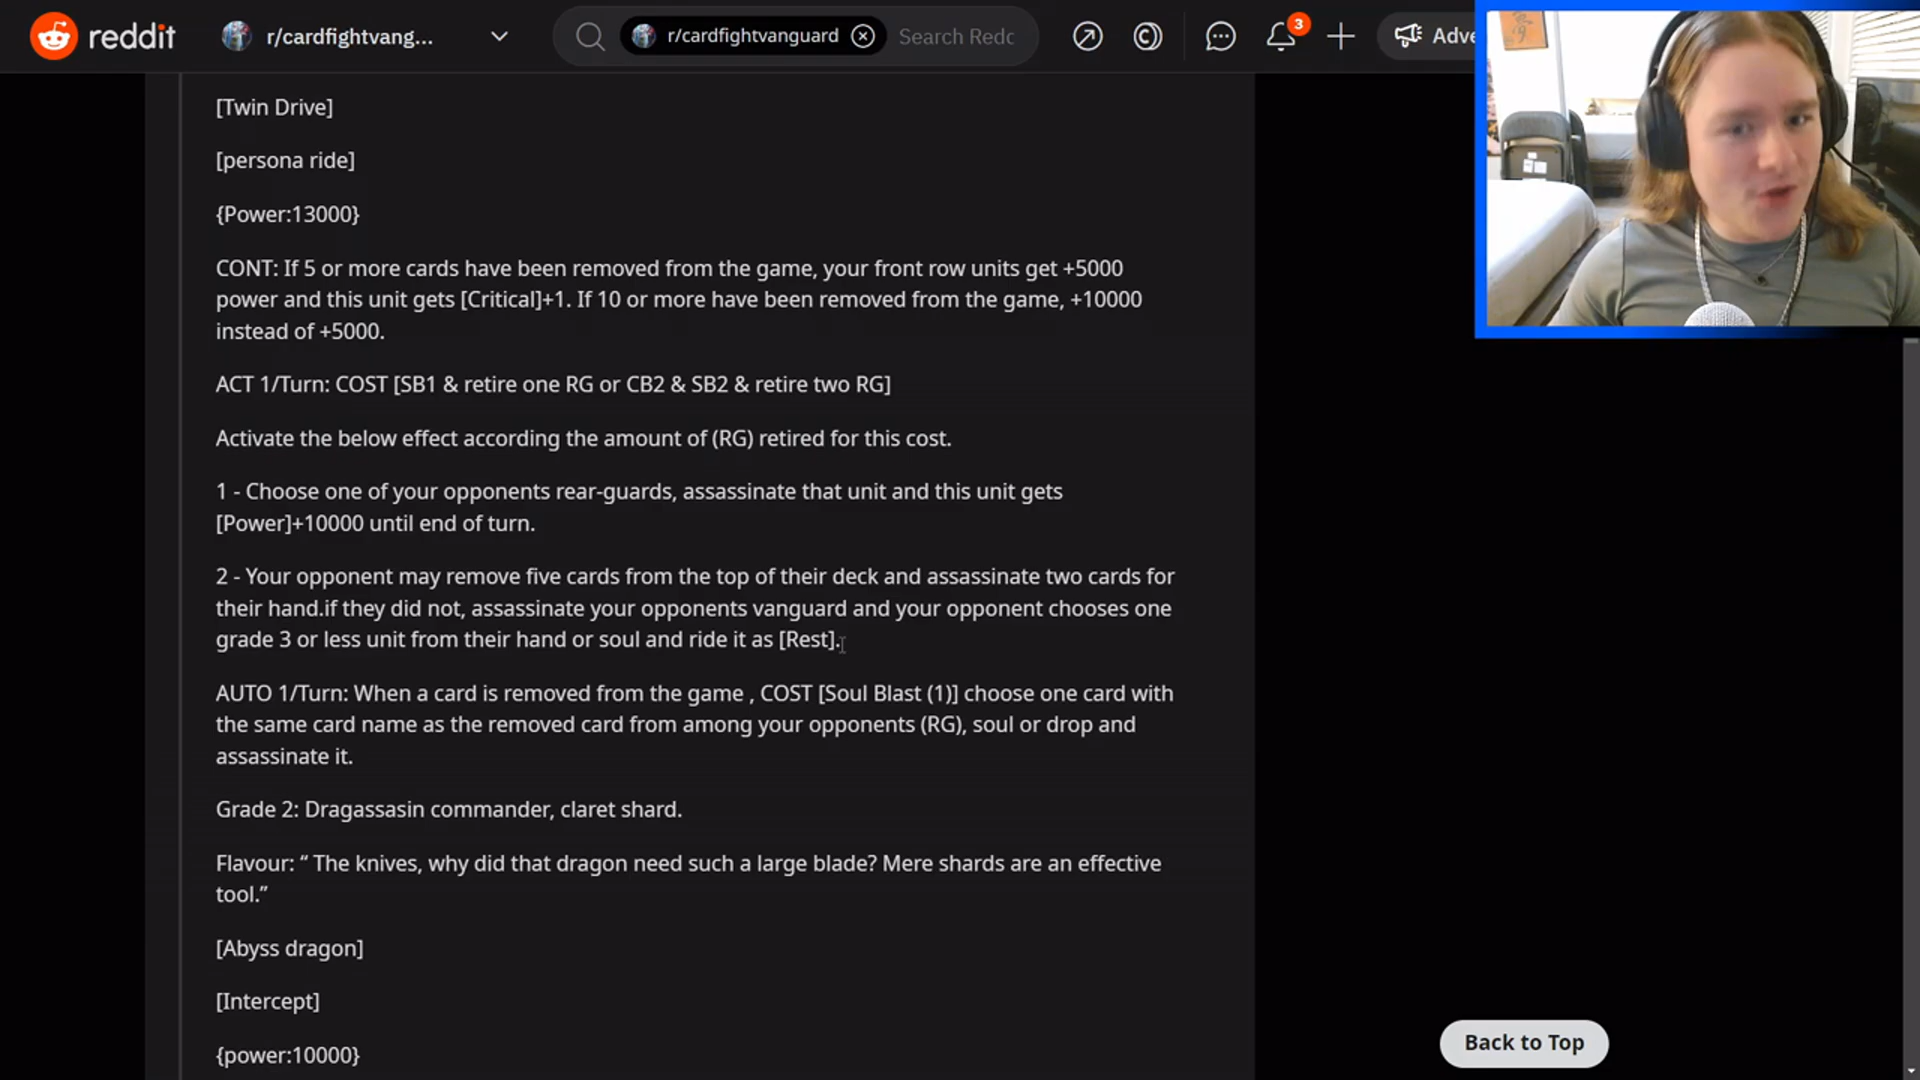 reddit
r/cardfightvang...
r/cardfightvanguard
Search Redc
3
Adve
[Twin Drive]
[persona ride]
{Power:13000}
CONT: If 5 or more cards have been removed from the game, your front row units get +5000
power and this unit gets [Critical]+1. If 10 or more have been removed from the game, +10000
instead of +5000.
ACT 1/Turn: COST [SB1 & retire one RG or CB2 & SB2 & retire two RG]
Activate the below effect according the amount of (RG) retired for this cost.
1 - Choose one of your opponents rear-guards, assassinate that unit and this unit gets
[Power]+10000 until end of turn.
2 - Your opponent may remove five cards from the top of their deck and assassinate two cards for
their hand.if they did not, assassinate your opponents vanguard and your opponent chooses one
grade 3 or less unit from their hand or soul and ride it as [Rest].
AUTO 1/Turn: When a card is removed from the game , COST [Soul Blast (1)] choose one card with
the same card name as the removed card from among your opponents (RG), soul or drop and
assassinate it.
Grade 2: Dragassasin commander, claret shard.
Flavour: “ The knives, why did that dragon need such a large blade? Mere shards are an effective
tool.”
[Abyss dragon]
[Intercept]
{power:10000}
Back to Top